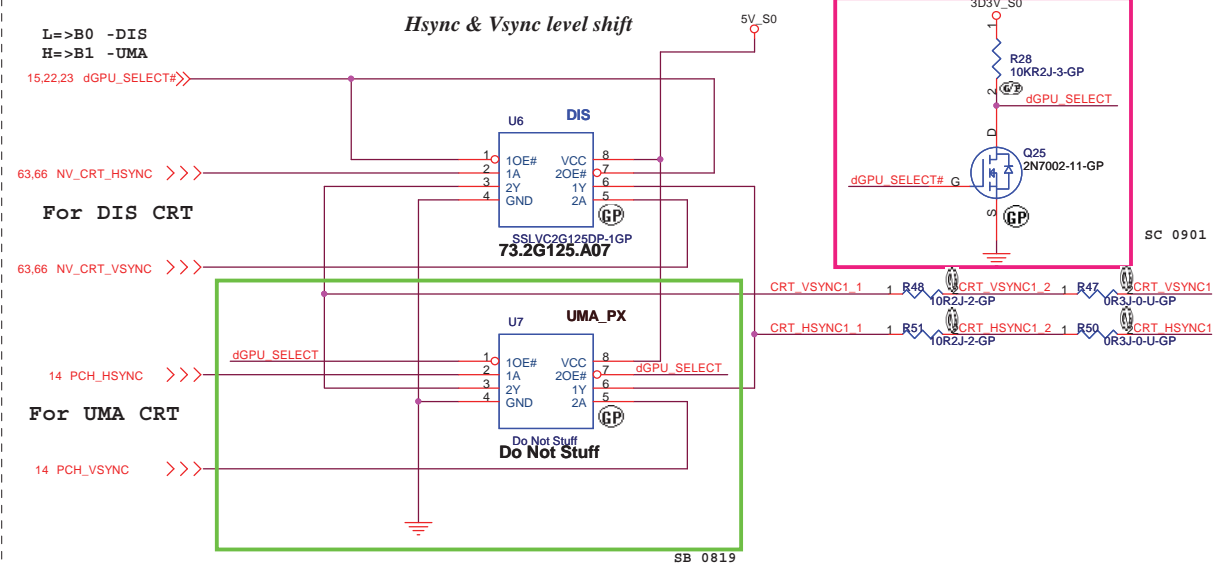 Hsync & Vsync level shift
5V_S0
3D3V_S0
L=>B0 -DIS
H=>B1 -UMA
15,22,23 dGPU_SELECT#
1
R28
10KR2J-3-GP
2
GP
dGPU_SELECT
U6
DIS
D
Q25
2N7002-11-GP
dGPU_SELECT# G
S
GP
SC 0901
1 1OE# VCC 8
2 1A 2OE# 7
3 2Y 1Y 6
4 GND 2A 5
GP
SSLVC2G125DP-1GP
73.2G125.A07
63,66 NV_CRT_HSYNC
For DIS CRT
63,66 NV_CRT_VSYNC
CRT_VSYNC1_1 1 R48 CRT_VSYNC1_2 1 R47 CRT_VSYNC1
10R2J-2-GP 0R3J-0-U-GP
CRT_HSYNC1_1 1 R51 CRT_HSYNC1_2 1 R50 CRT_HSYNC1
10R2J-2-GP 0R3J-0-U-GP
U7
UMA_PX
dGPU_SELECT
dGPU_SELECT
1 1OE# VCC 8
2 1A 2OE# 7
3 2Y 1Y 6
4 GND 2A 5
GP
Do Not Stuff
Do Not Stuff
14 PCH_HSYNC
For UMA CRT
14 PCH_VSYNC
SB 0819